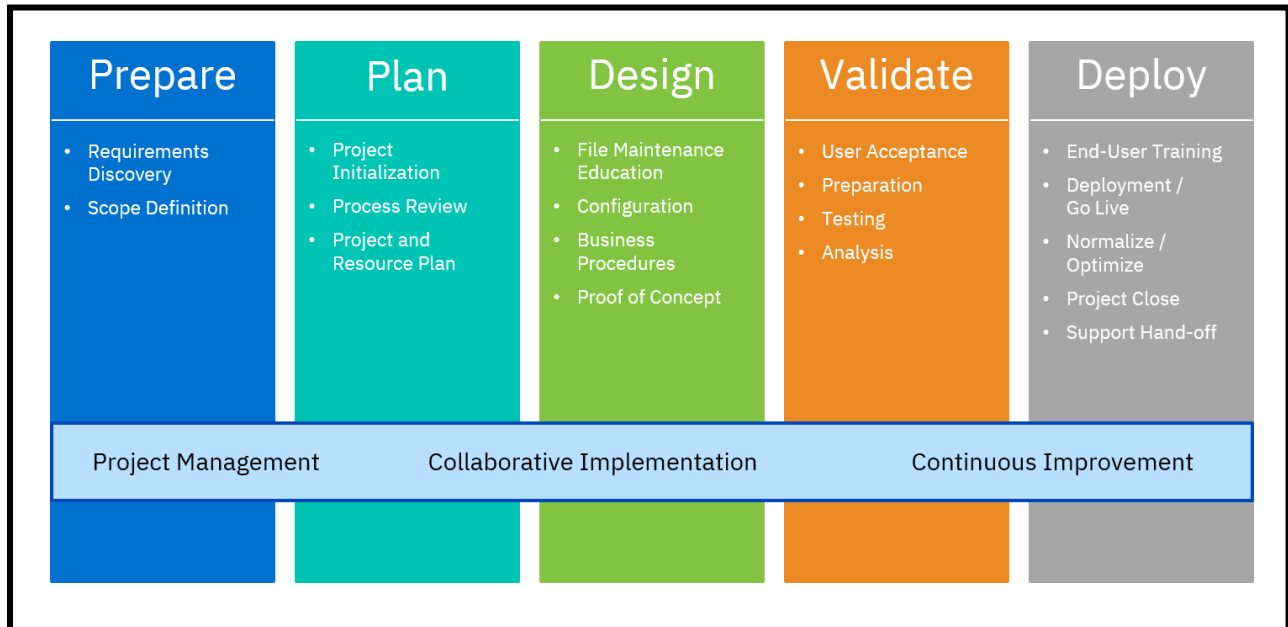 Prepare
• Requirements
Discovery
• Scope Definition
Plan
• Project
Initialization
• Process Review
• Project and
Resource Plan
Design
• File Maintenance
Education
• Configuration
• Business
Procedures
• Proof of Concept
Validate
• User Acceptance
• Preparation
• Testing
• Analysis
Deploy
• End-User Training
• Deployment /
Go Live
• Normalize /
Optimize
• Project Close
• Support Hand-off
Project Management Collaborative Implementation Continuous Improvement